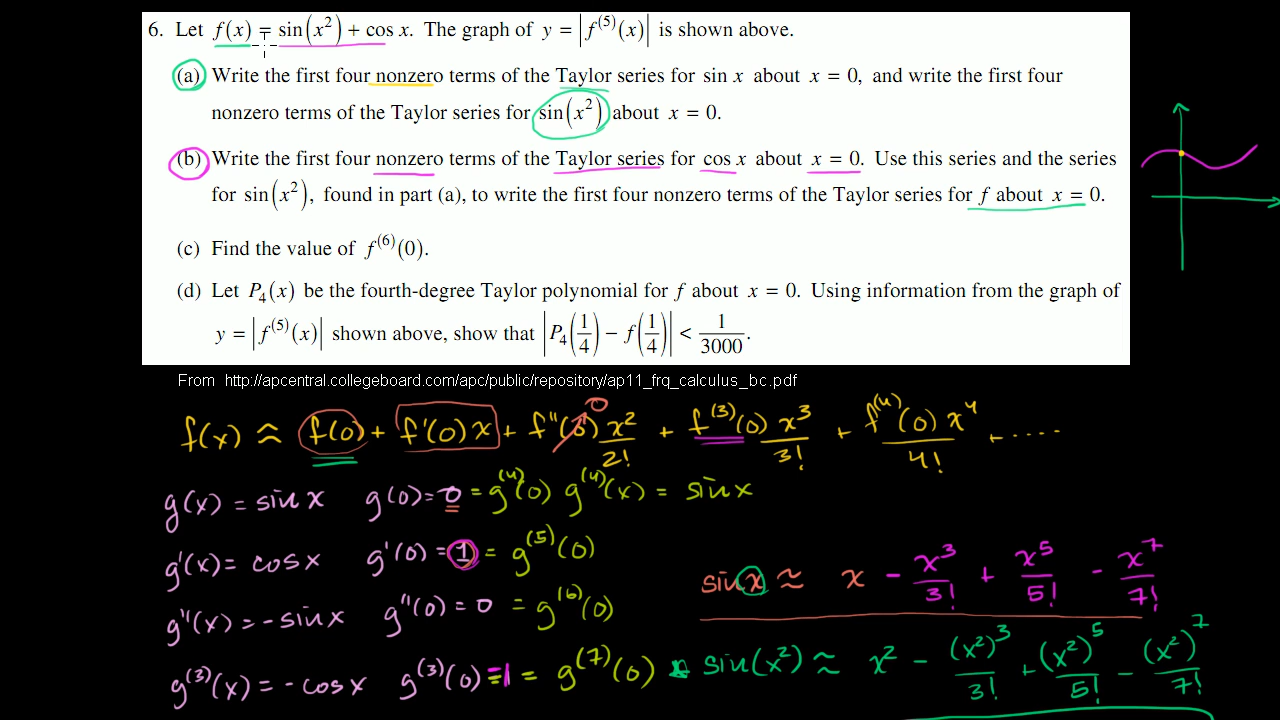 6. Let f(x) = sin(x²) + cos x. The graph of y = |f⁽⁵⁾(x)| is shown above.
(a) Write the first four nonzero terms of the Taylor series for sin x about x = 0, and write the first four
nonzero terms of the Taylor series for sin(x²) about x = 0.
(b) Write the first four nonzero terms of the Taylor series for cos x about x = 0. Use this series and the series
for sin(x²), found in part (a), to write the first four nonzero terms of the Taylor series for f about x = 0.
(c) Find the value of f⁽⁶⁾(0).
(d) Let P₄(x) be the fourth-degree Taylor polynomial for f about x = 0. Using information from the graph of
y = |f⁽⁵⁾(x)| shown above, show that |P₄(1/4) − f(1/4)| < 1/3000.
From http://apcentral.collegeboard.com/apc/public/repository/ap11_frq_calculus_bc.pdf
f(x) ≈ f(0) + f'(0)x + f''(0) x²/2! + f⁽³⁾(0) x³/3! + f⁽⁴⁾(0) x⁴/4! + .....
0
g(x) = sin x g(0) = 0 = g⁽⁴⁾(0) g⁽⁴⁾(x) = sin x
g'(x) = cos x g'(0) = 1 = g⁽⁵⁾(0)
sin x ≈ x − x³/3! + x⁵/5! − x⁷/7!
g''(x) = −sin x g''(0) = 0 = g⁽⁶⁾(0)
g⁽³⁾(x) = −cos x g⁽³⁾(0) = -1 = g⁽⁷⁾(0)
sin(x²) ≈ x² − (x²)³/3! + (x²)⁵/5! − (x²)⁷/7!